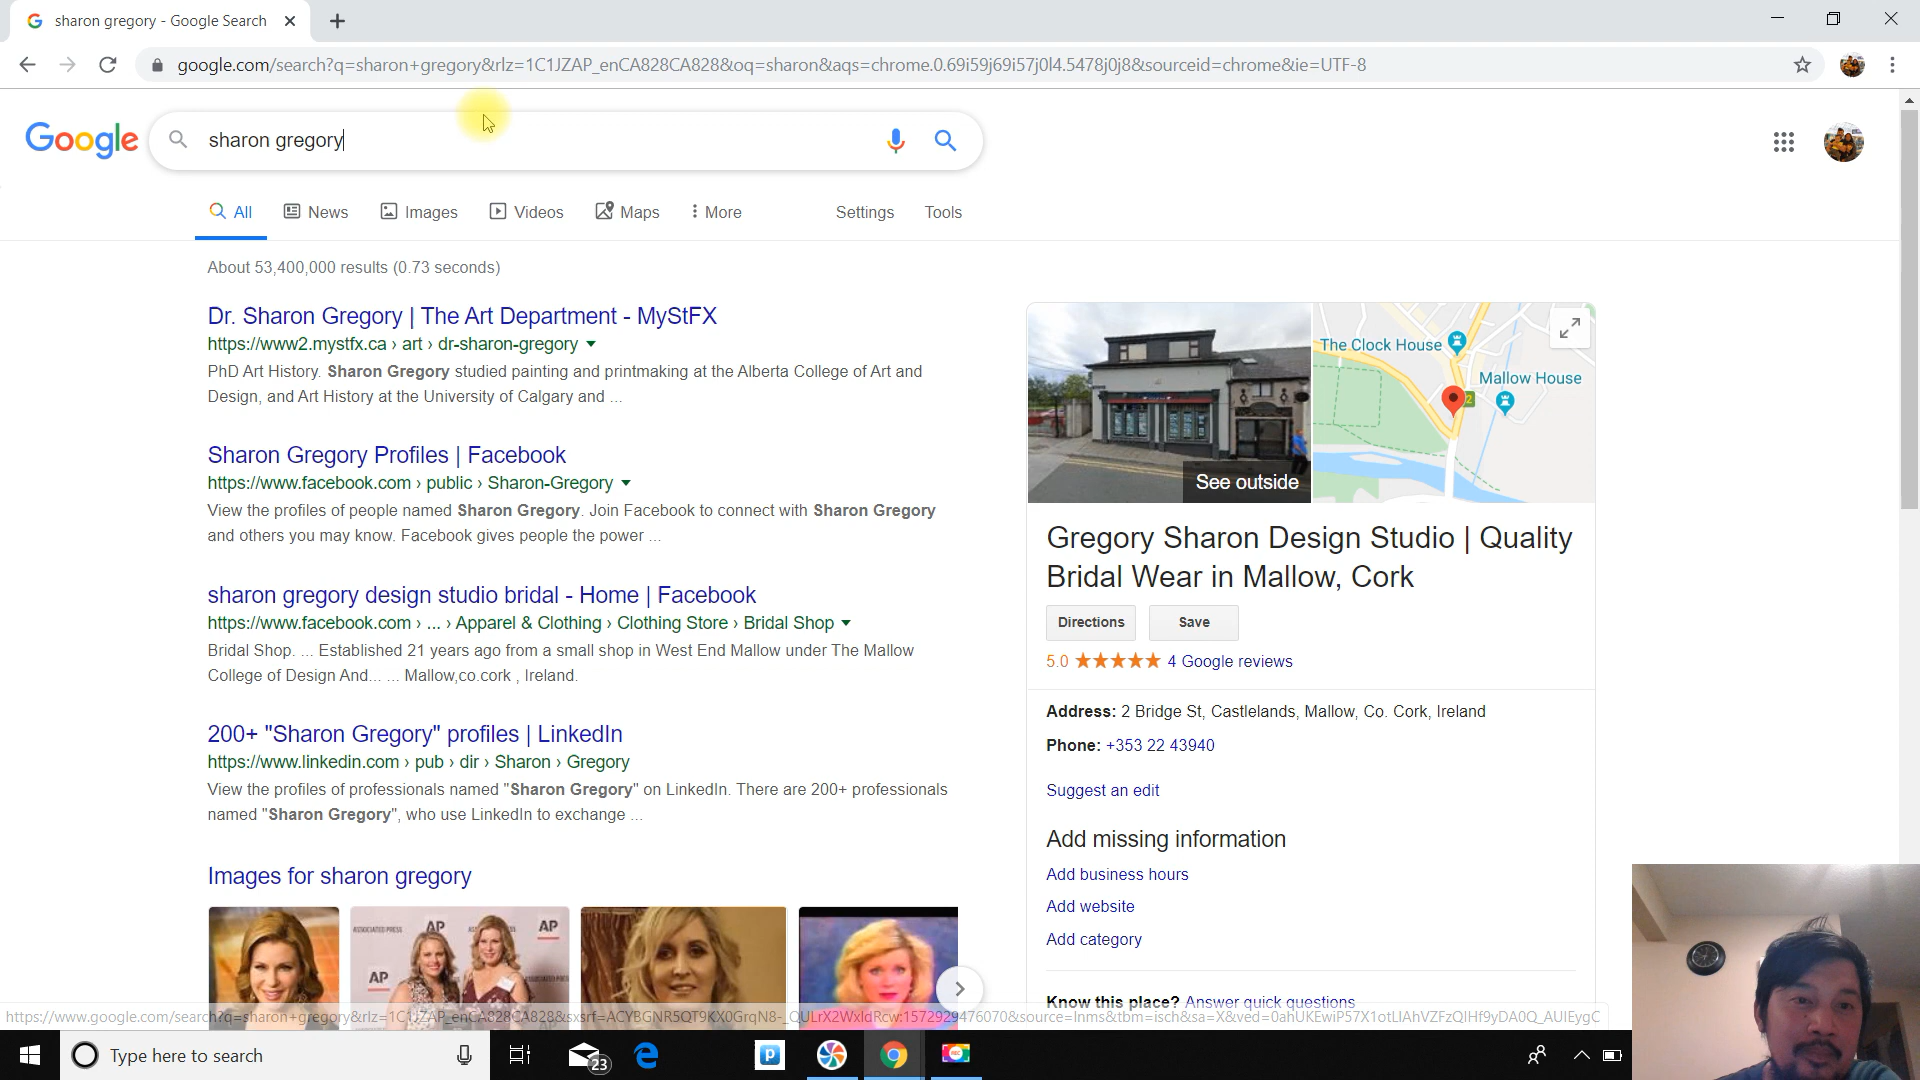 sharon gregory - Google Search
google.com/search?q=sharon+gregory&rlz=1C1JZAP_enCA828CA828&oq=sharon&aqs=chrome.0.69i59j69i57j0l4.5478j0j8&sourceid=chrome&ie=UTF-8
Google
sharon gregory
All News Images Videos Maps More Settings Tools
About 53,400,000 results (0.73 seconds)
Dr. Sharon Gregory | The Art Department - MyStFX
https://www2.mystfx.ca › art › dr-sharon-gregory
PhD Art History. Sharon Gregory studied painting and printmaking at the Alberta College of Art and
Design, and Art History at the University of Calgary and ...
Sharon Gregory Profiles | Facebook
https://www.facebook.com › public › Sharon-Gregory
View the profiles of people named Sharon Gregory. Join Facebook to connect with Sharon Gregory
and others you may know. Facebook gives people the power ...
sharon gregory design studio bridal - Home | Facebook
https://www.facebook.com › ... › Apparel & Clothing › Clothing Store › Bridal Shop
Bridal Shop. ... Established 21 years ago from a small shop in West End Mallow under The Mallow
College of Design And... ... Mallow,co.cork , Ireland.
200+ "Sharon Gregory" profiles | LinkedIn
https://www.linkedin.com › pub › dir › Sharon › Gregory
View the profiles of professionals named "Sharon Gregory" on LinkedIn. There are 200+ professionals
named "Sharon Gregory", who use LinkedIn to exchange ...
Images for sharon gregory
ASSOCIATED PRESS AP AP
AP
The Clock House
Mallow House
2
See outside
Gregory Sharon Design Studio | Quality
Bridal Wear in Mallow, Cork
Directions Save
5.0 4 Google reviews
Address: 2 Bridge St, Castlelands, Mallow, Co. Cork, Ireland
Phone: +353 22 43940
Suggest an edit
Add missing information
Add business hours
Add website
Add category
Know this place? Answer quick questions
Type here to search
23